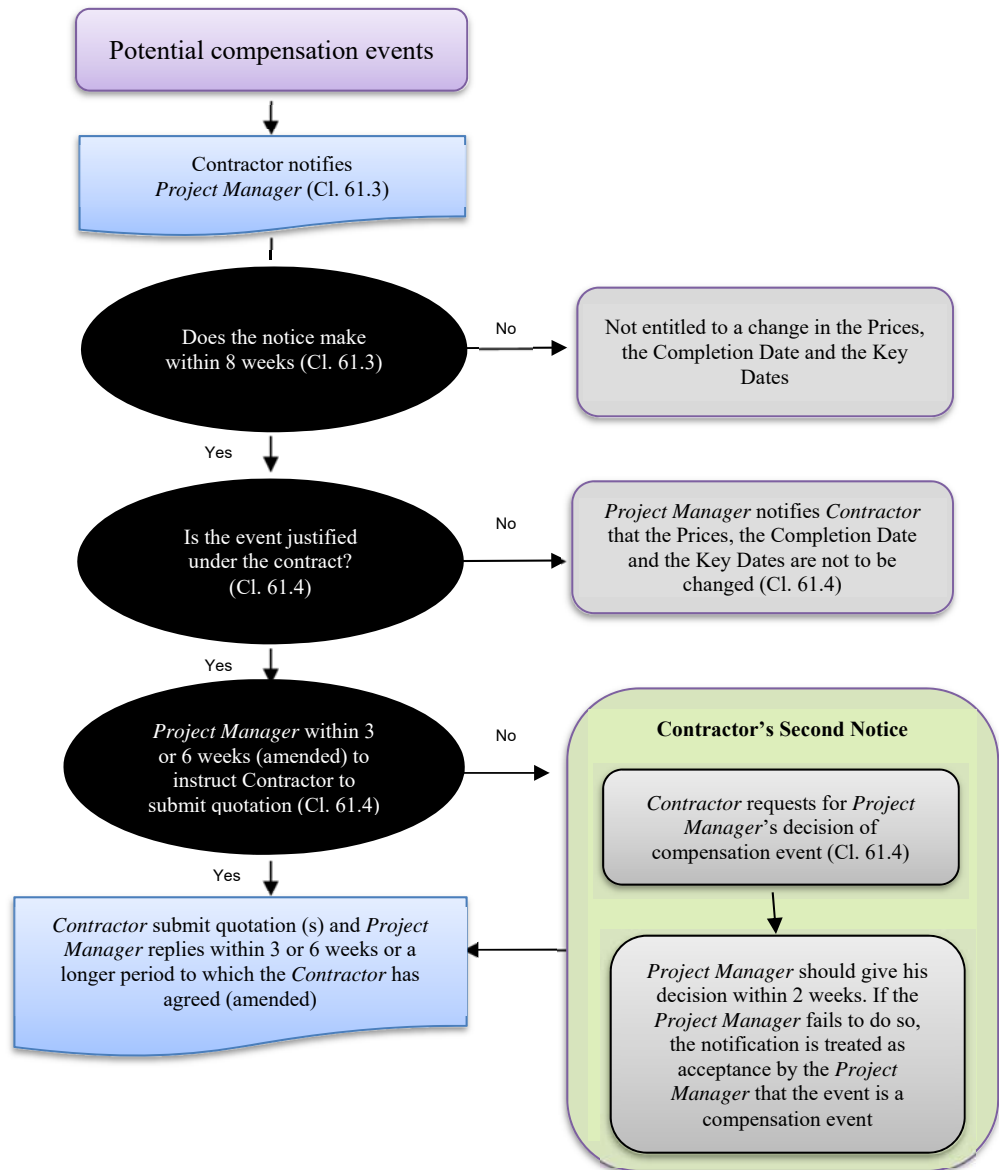 Potential compensation events
Contractor notifies
Project Manager (Cl. 61.3)
Does the notice make
within 8 weeks (Cl. 61.3)
No
Not entitled to a change in the Prices,
the Completion Date and the Key
Dates
Yes
Is the event justified
under the contract?
(Cl. 61.4)
No
Project Manager notifies Contractor
that the Prices, the Completion Date
and the Key Dates are not to be
changed (Cl. 61.4)
Yes
Project Manager within 3
or 6 weeks (amended) to
instruct Contractor to
submit quotation (Cl. 61.4)
No
Contractor’s Second Notice
Contractor requests for Project
Manager’s decision of
compensation event (Cl. 61.4)
Yes
Contractor submit quotation (s) and Project
Manager replies within 3 or 6 weeks or a
longer period to which the Contractor has
agreed (amended)
Project Manager should give his
decision within 2 weeks. If the
Project Manager fails to do so,
the notification is treated as
acceptance by the Project
Manager that the event is a
compensation event